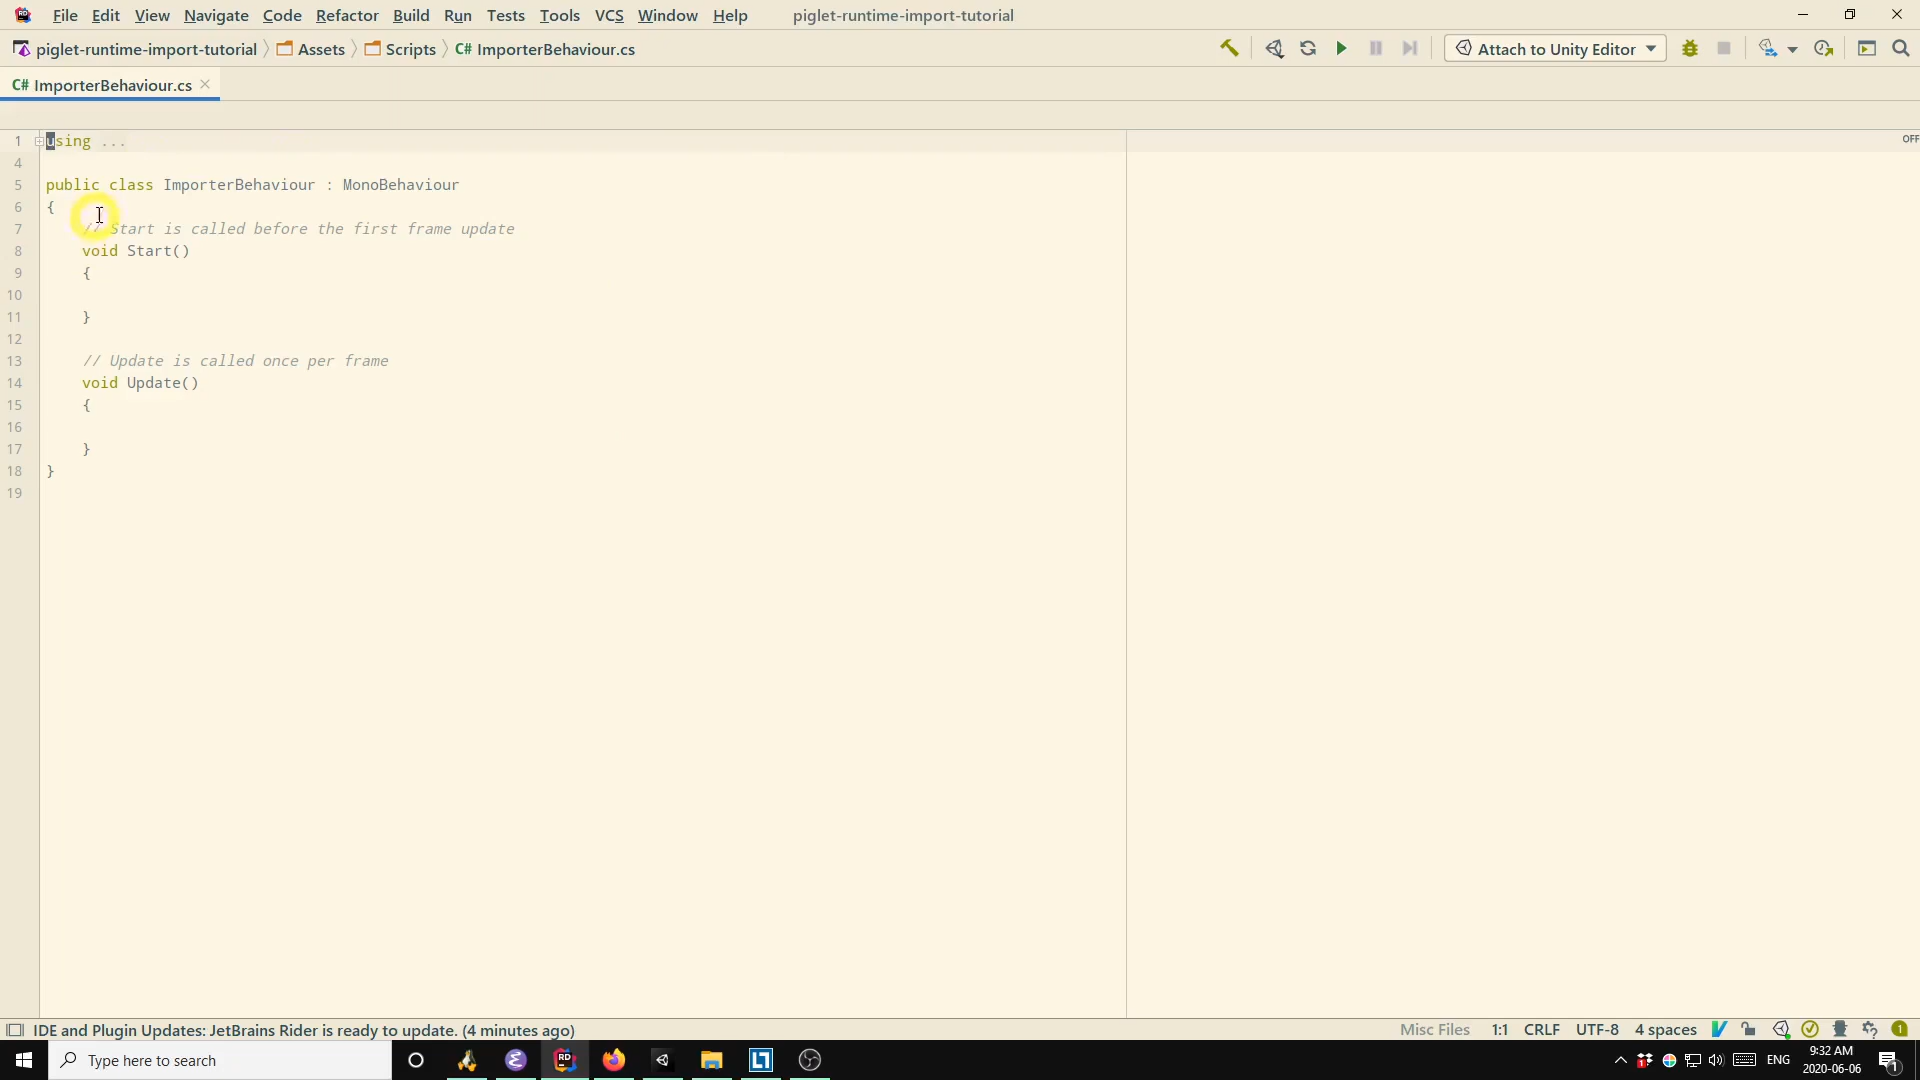 File Edit View Navigate Code Refactor Build Run Tests Tools VCS Window Help piglet-runtime-import-tutorial
piglet-runtime-import-tutorial Assets Scripts C# ImporterBehaviour.cs Attach to Unity Editor
C# ImporterBehaviour.cs
1 using ...
OFF
4
5 public class ImporterBehaviour : MonoBehaviour
6 {
7 // Start is called before the first frame update
8 void Start()
9 {
10
11 }
12
13 // Update is called once per frame
14 void Update()
15 {
16
17 }
18 }
19
IDE and Plugin Updates: JetBrains Rider is ready to update. (4 minutes ago) Misc Files 1:1 CRLF UTF-8 4 spaces 1
Type here to search RD ENG 9:32 AM
2020-06-06 1